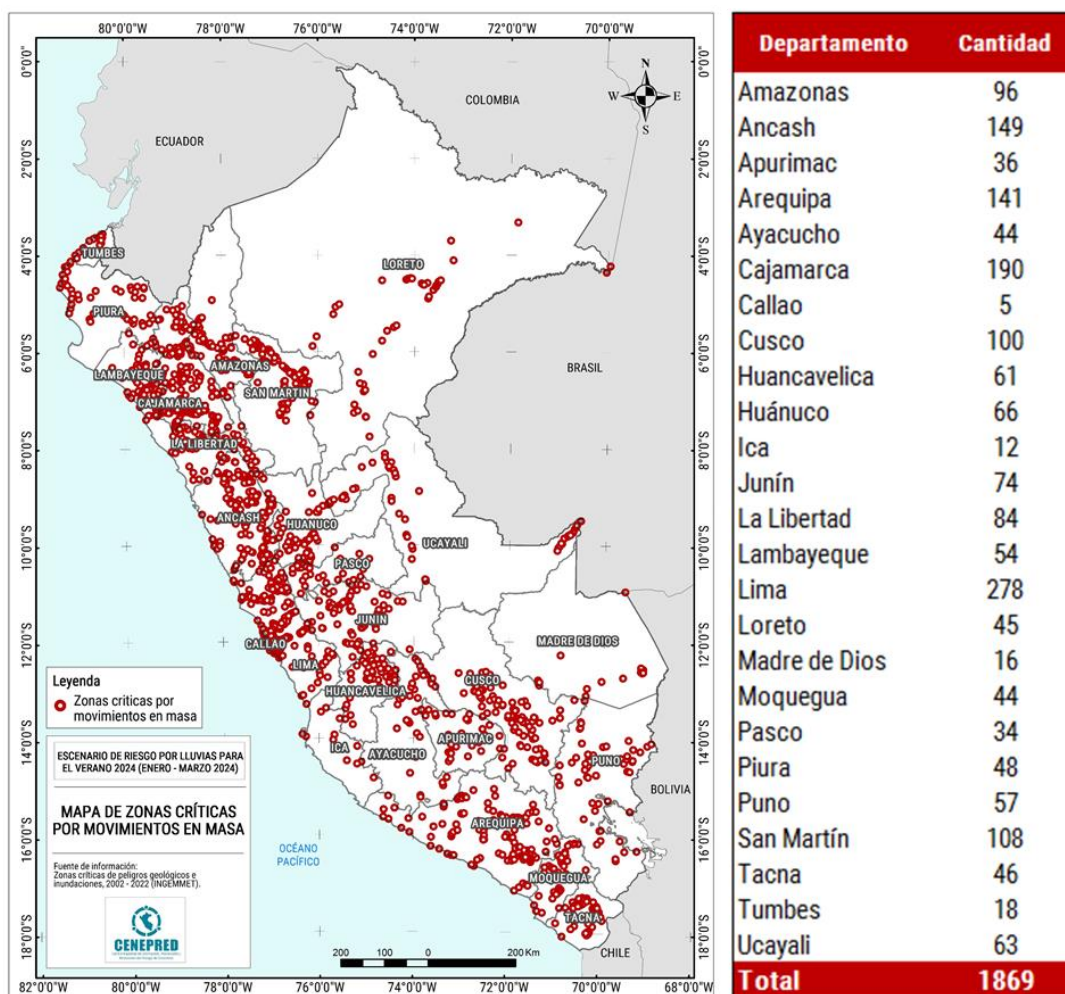 80°0'0"W 78°0'0"W 76°0'0"W 74°0'0"W 72°0'0"W 70°0'0"W
0°0'0"
2°0'0"S
4°0'0"S
6°0'0"S
8°0'0"S
10°0'0"S
12°0'0"S
14°0'0"S
16°0'0"S
18°0'0"S
N
W E
S
COLOMBIA
ECUADOR
TUMBES
LORETO
PIURA
BRASIL
AMAZONAS
LAMBAYEQUE
SAN MARTIN
CAJAMARCA
LA LIBERTAD
ANCASH
HUANUCO
UCAYALI
PASCO
JUNIN
MADRE DE DIOS
CALLAO
LIMA
CUSCO
HUANCAVELICA
ICA
AYACUCHO
APURIMAC
PUNO
BOLIVIA
AREQUIPA
OCÉANO
PACÍFICO
MOQUEGUA
TACNA
CHILE
Leyenda
Zonas criticas por
movimientos en masa
ESCENARIO DE RIESGO POR LLUVIAS PARA
EL VERANO 2024 (ENERO - MARZO 2024)
MAPA DE ZONAS CRÍTICAS
POR MOVIMIENTOS EN MASA
Fuente de información:
Zonas críticas de peligros geológicos e
inundaciones, 2002 - 2022 (INGEMMET).
CENEPRED
200 100 0 200 Km
0°0'0"
2°0'0"S
4°0'0"S
6°0'0"S
8°0'0"S
10°0'0"S
12°0'0"S
14°0'0"S
16°0'0"S
18°0'0"S
82°0'0"W 80°0'0"W 78°0'0"W 76°0'0"W 74°0'0"W 72°0'0"W 70°0'0"W 68°0'0"W
Departamento Cantidad
Amazonas 96
Ancash 149
Apurimac 36
Arequipa 141
Ayacucho 44
Cajamarca 190
Callao 5
Cusco 100
Huancavelica 61
Huánuco 66
Ica 12
Junín 74
La Libertad 84
Lambayeque 54
Lima 278
Loreto 45
Madre de Dios 16
Moquegua 44
Pasco 34
Piura 48
Puno 57
San Martín 108
Tacna 46
Tumbes 18
Ucayali 63
Total 1869